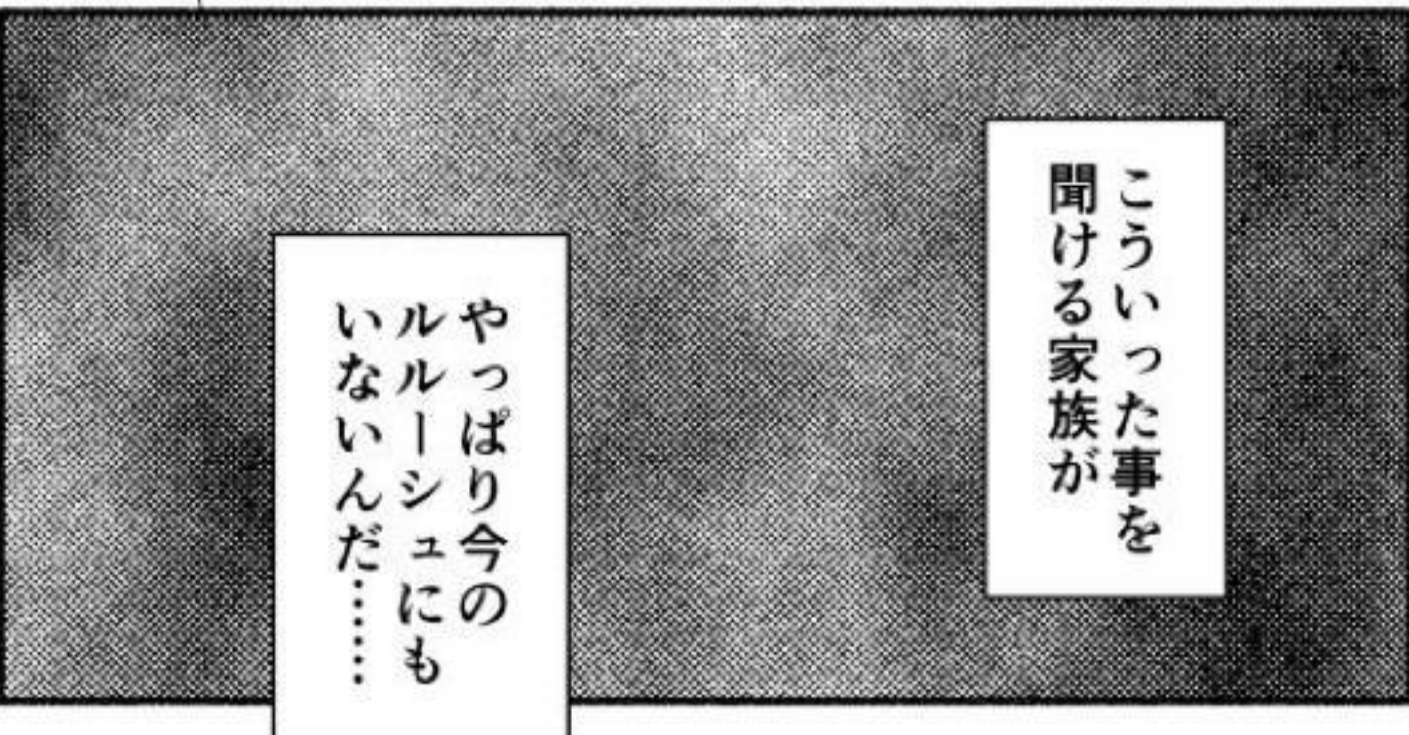 こういった事を
聞ける家族が
やっぱり今の
ルルーシュにも
いないんだ……